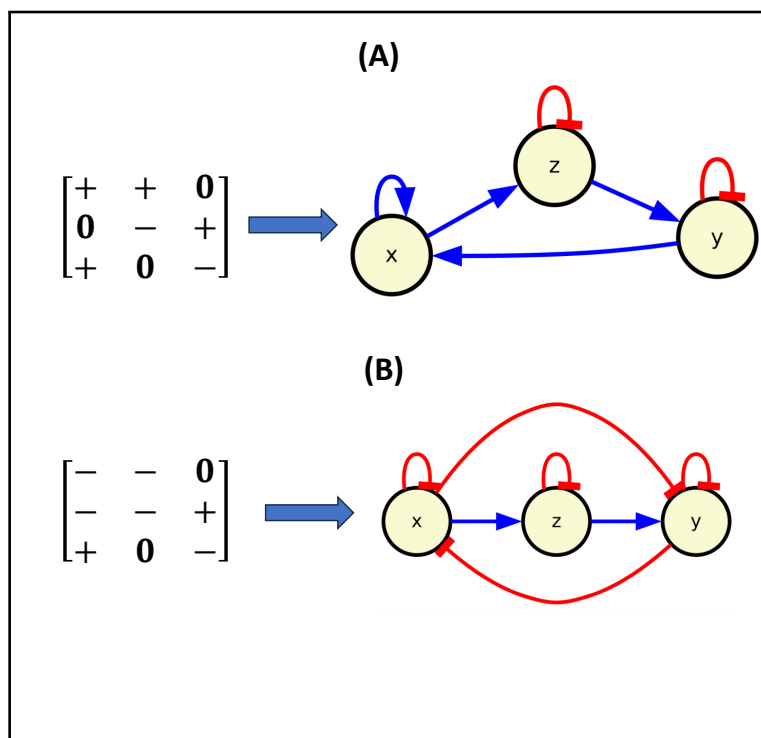 (A)
[+ + 0]
[0 − +]
[+ 0 −]
z
y
x
(B)
[− − 0]
[− − +]
[+ 0 −]
x z y